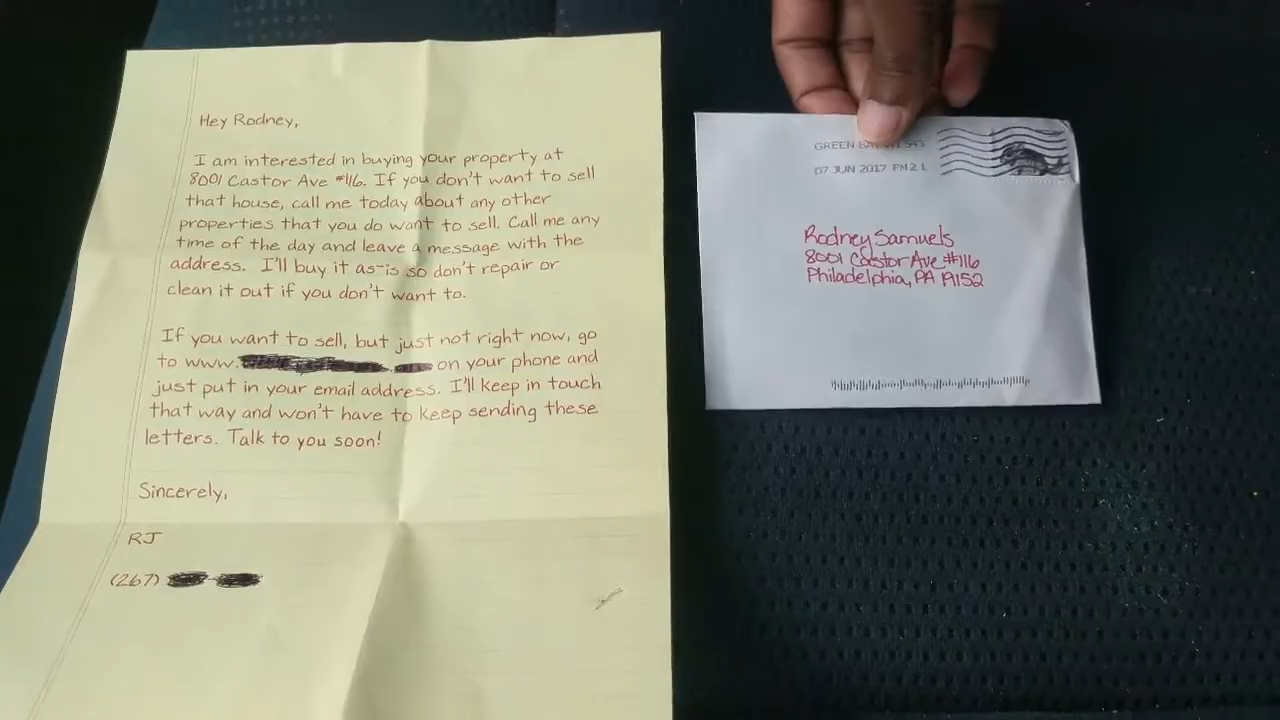 Hey Rodney,
I am interested in buying your property at
8001 Castor Ave #116. If you don't want to sell
that house, call me today about any other
properties that you do want to sell. Call me any
time of the day and leave a message with the
address. I'll buy it as-is so don't repair or
clean it out if you don't want to.
If you want to sell, but just not right now, go
to www. on your phone and
just put in your email address. I'll keep in touch
that way and won't have to keep sending these
letters. Talk to you soon!
Sincerely,
RJ
(267)
GREEN BAY 543
07 JUN 2017 PM 2 L
Rodney Samuels
8001 Castor Ave #116
Philadelphia, PA 19152